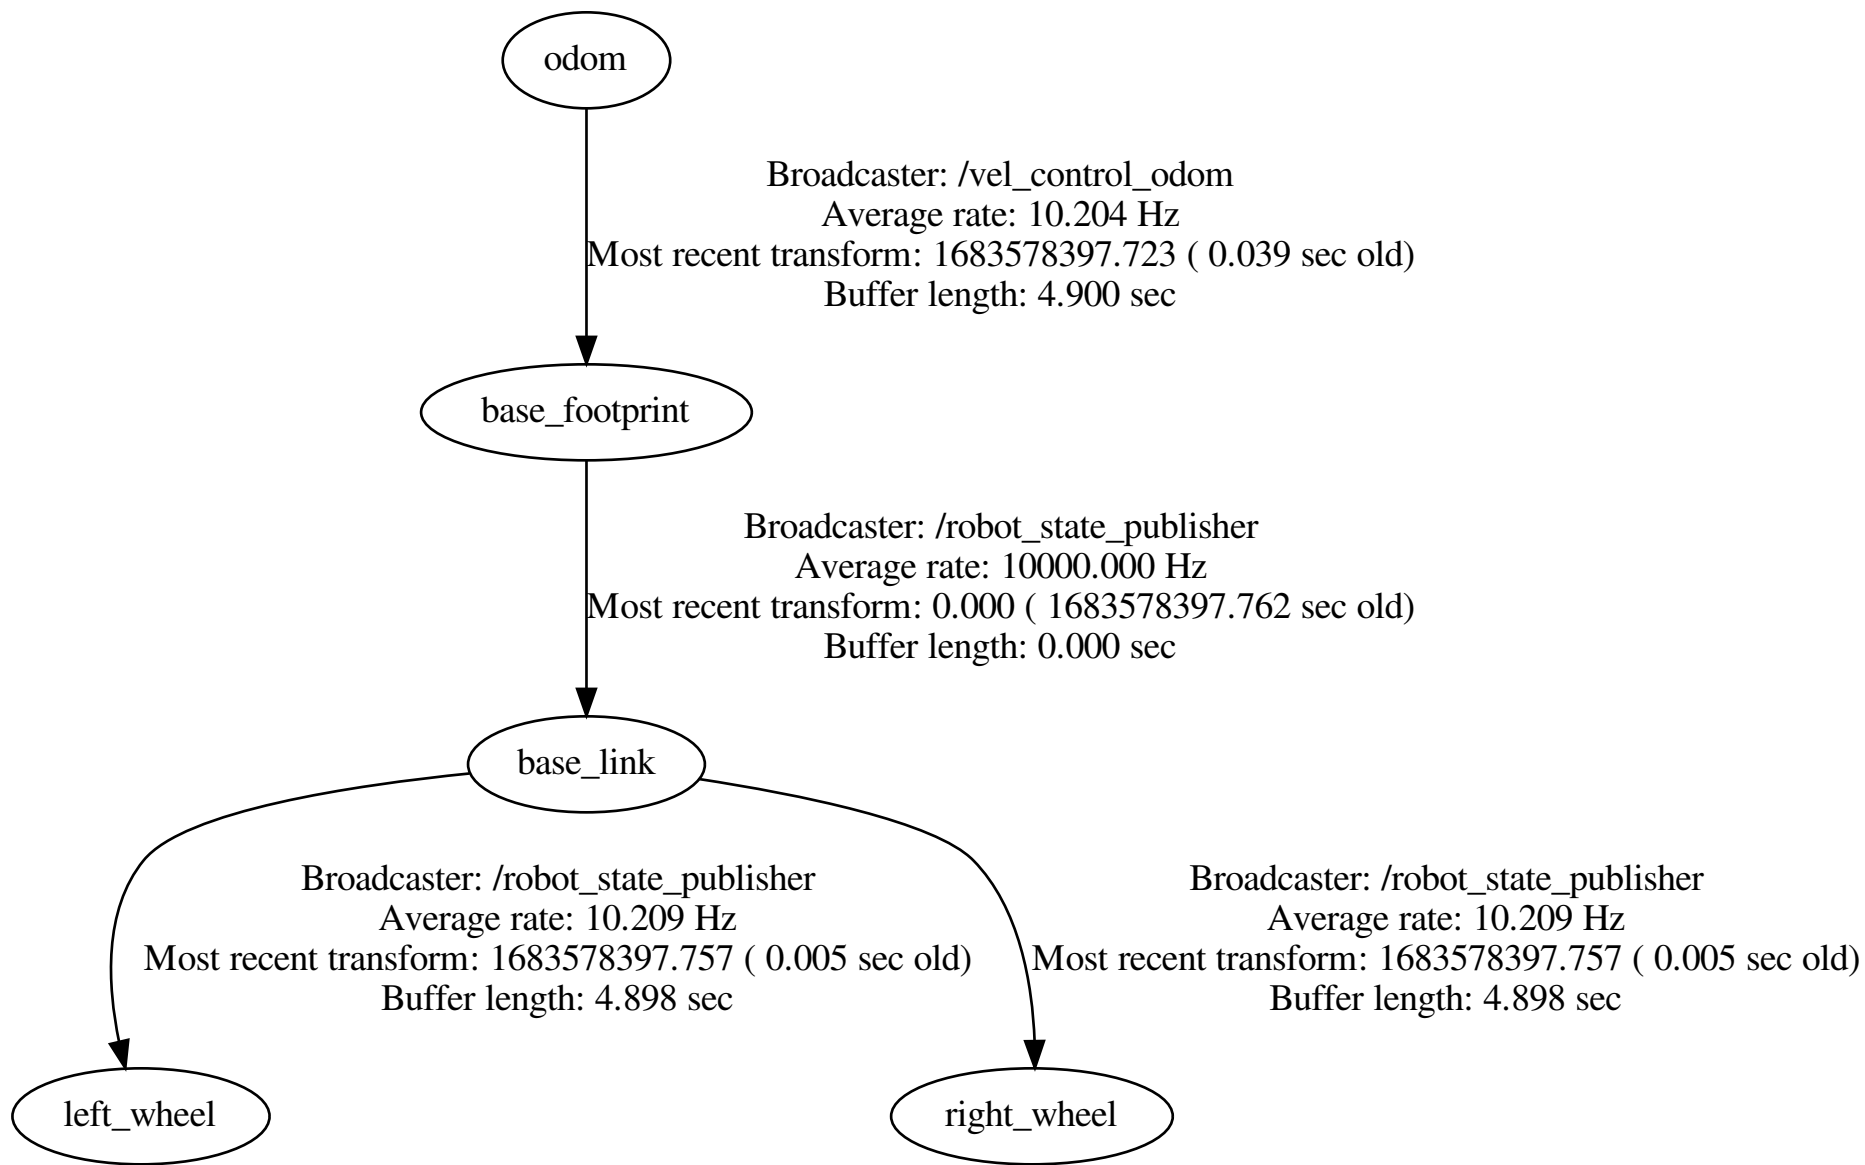 odom
Broadcaster: /vel_control_odom
Average rate: 10.204 Hz
Most recent transform: 1683578397.723 ( 0.039 sec old)
Buffer length: 4.900 sec
base_footprint
Broadcaster: /robot_state_publisher
Average rate: 10000.000 Hz
Most recent transform: 0.000 ( 1683578397.762 sec old)
Buffer length: 0.000 sec
base_link
Broadcaster: /robot_state_publisher
Average rate: 10.209 Hz
Most recent transform: 1683578397.757 ( 0.005 sec old)
Buffer length: 4.898 sec
Broadcaster: /robot_state_publisher
Average rate: 10.209 Hz
Most recent transform: 1683578397.757 ( 0.005 sec old)
Buffer length: 4.898 sec
left_wheel
right_wheel